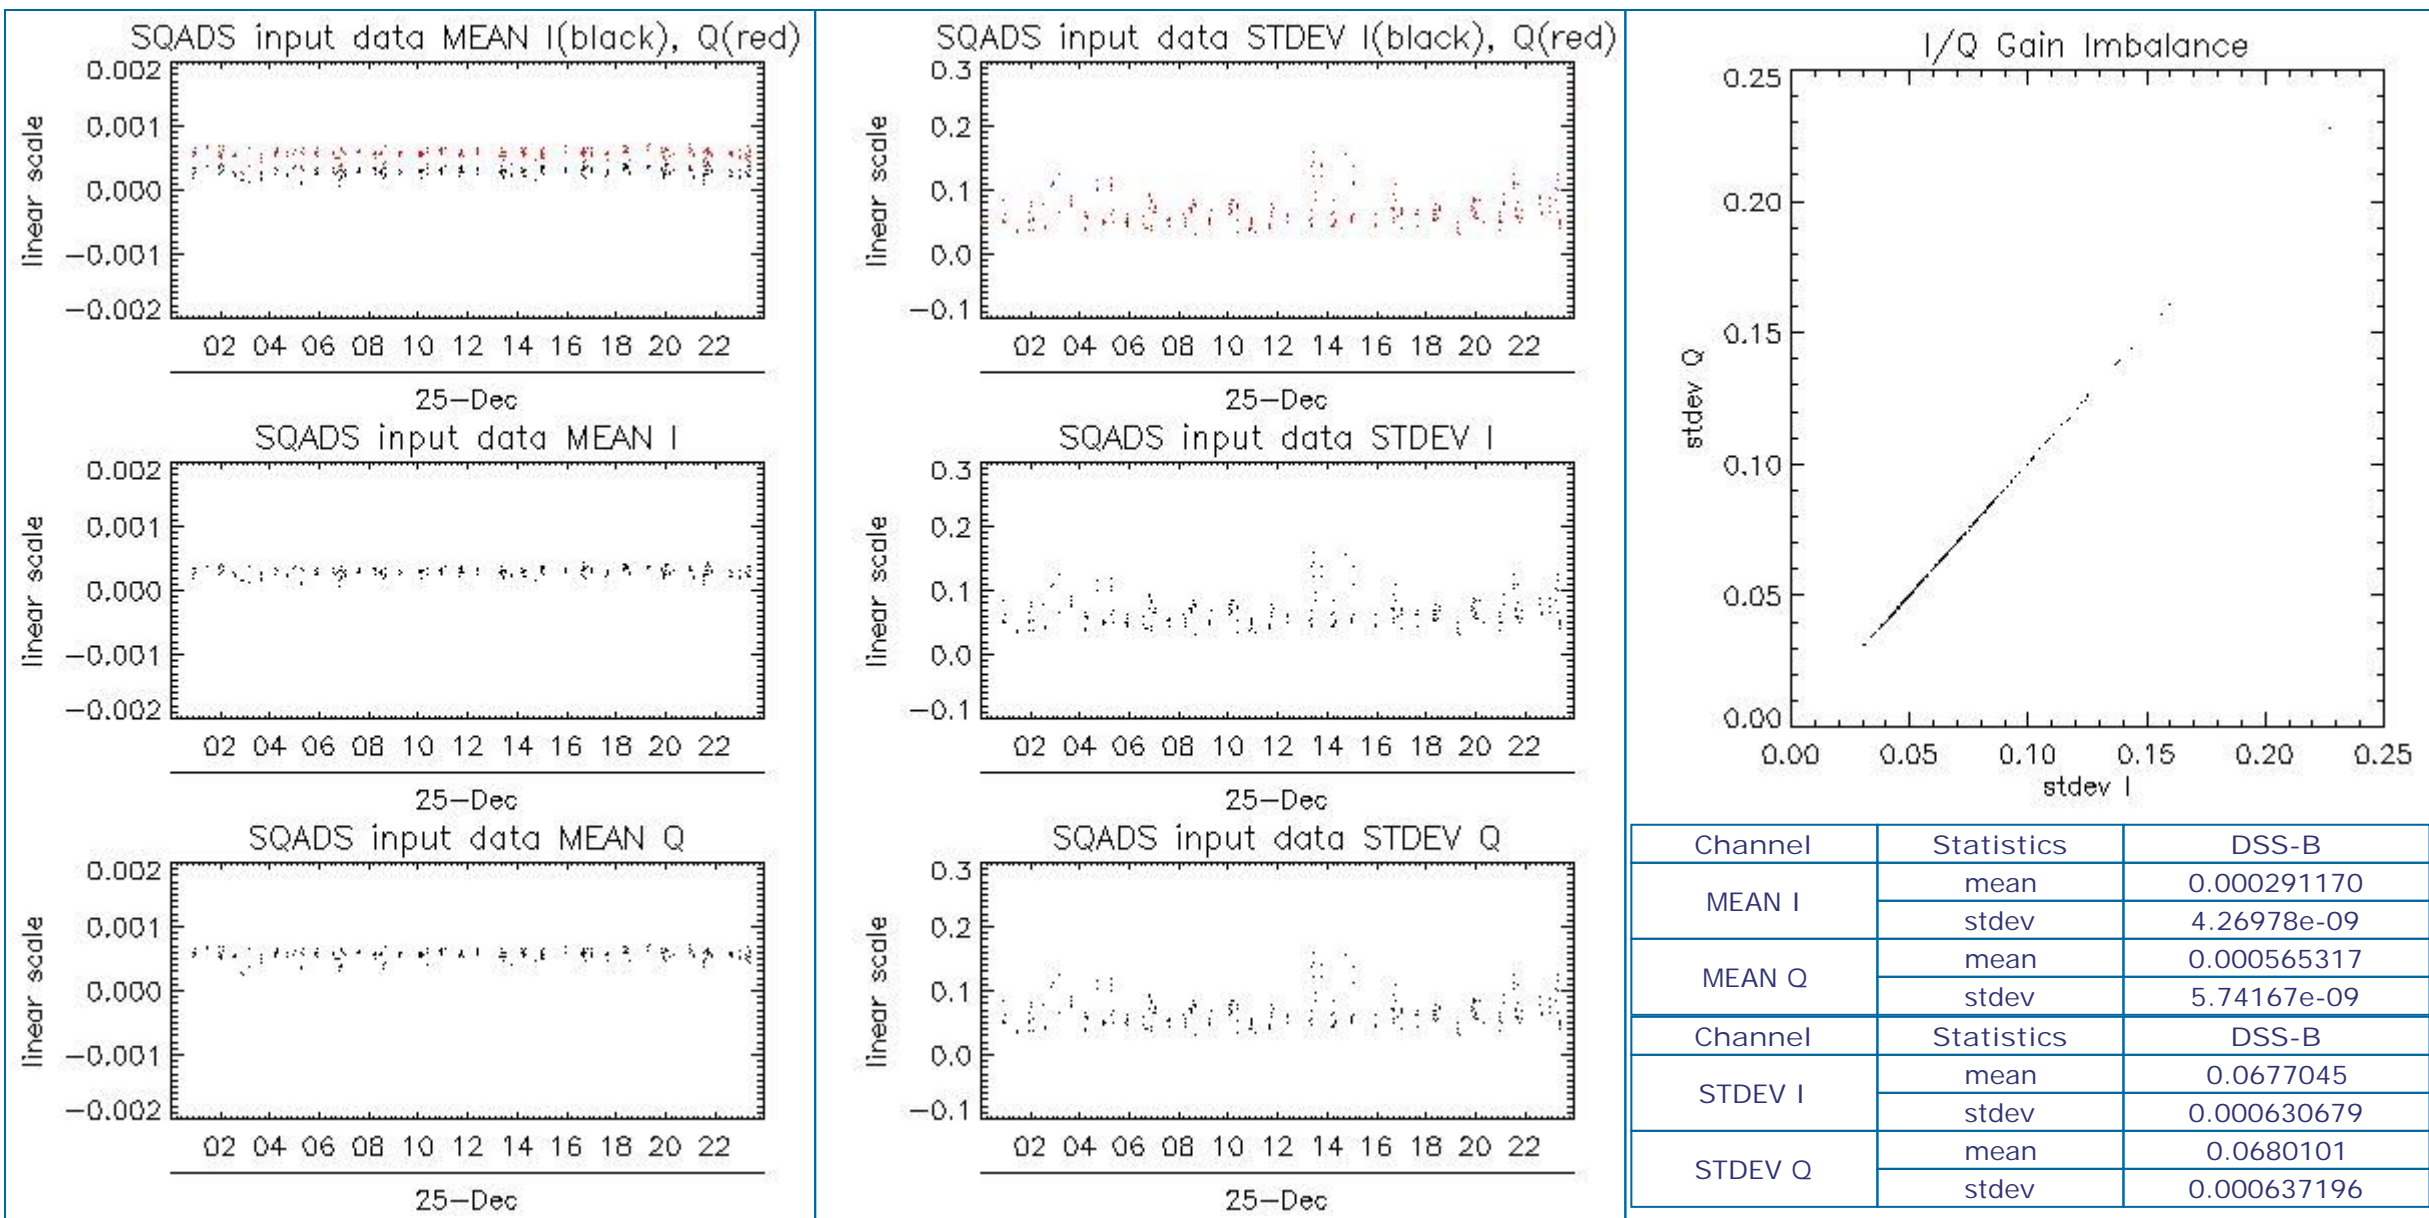 SQADS input data MEAN I(black), Q(red)
0.002
0.001
0.000
−0.001
−0.002
linear scale
02 04 06 08 10 12 14 16 18 20 22
25−Dec
SQADS input data MEAN I
0.002
0.001
0.000
−0.001
−0.002
linear scale
02 04 06 08 10 12 14 16 18 20 22
25−Dec
SQADS input data MEAN Q
0.002
0.001
0.000
−0.001
−0.002
linear scale
02 04 06 08 10 12 14 16 18 20 22
25−Dec
SQADS input data STDEV I(black), Q(red)
0.3
0.2
0.1
0.0
−0.1
linear scale
02 04 06 08 10 12 14 16 18 20 22
25−Dec
SQADS input data STDEV I
0.3
0.2
0.1
0.0
−0.1
linear scale
02 04 06 08 10 12 14 16 18 20 22
25−Dec
SQADS input data STDEV Q
0.3
0.2
0.1
0.0
−0.1
linear scale
02 04 06 08 10 12 14 16 18 20 22
25−Dec
I/Q Gain Imbalance
0.25
0.20
0.15
0.10
0.05
0.00
stdev Q
0.00 0.05 0.10 0.15 0.20 0.25
stdev I
Channel Statistics DSS-B
MEAN I mean 0.000291170
stdev 4.26978e-09
MEAN Q mean 0.000565317
stdev 5.74167e-09
Channel Statistics DSS-B
STDEV I mean 0.0677045
stdev 0.000630679
STDEV Q mean 0.0680101
stdev 0.000637196